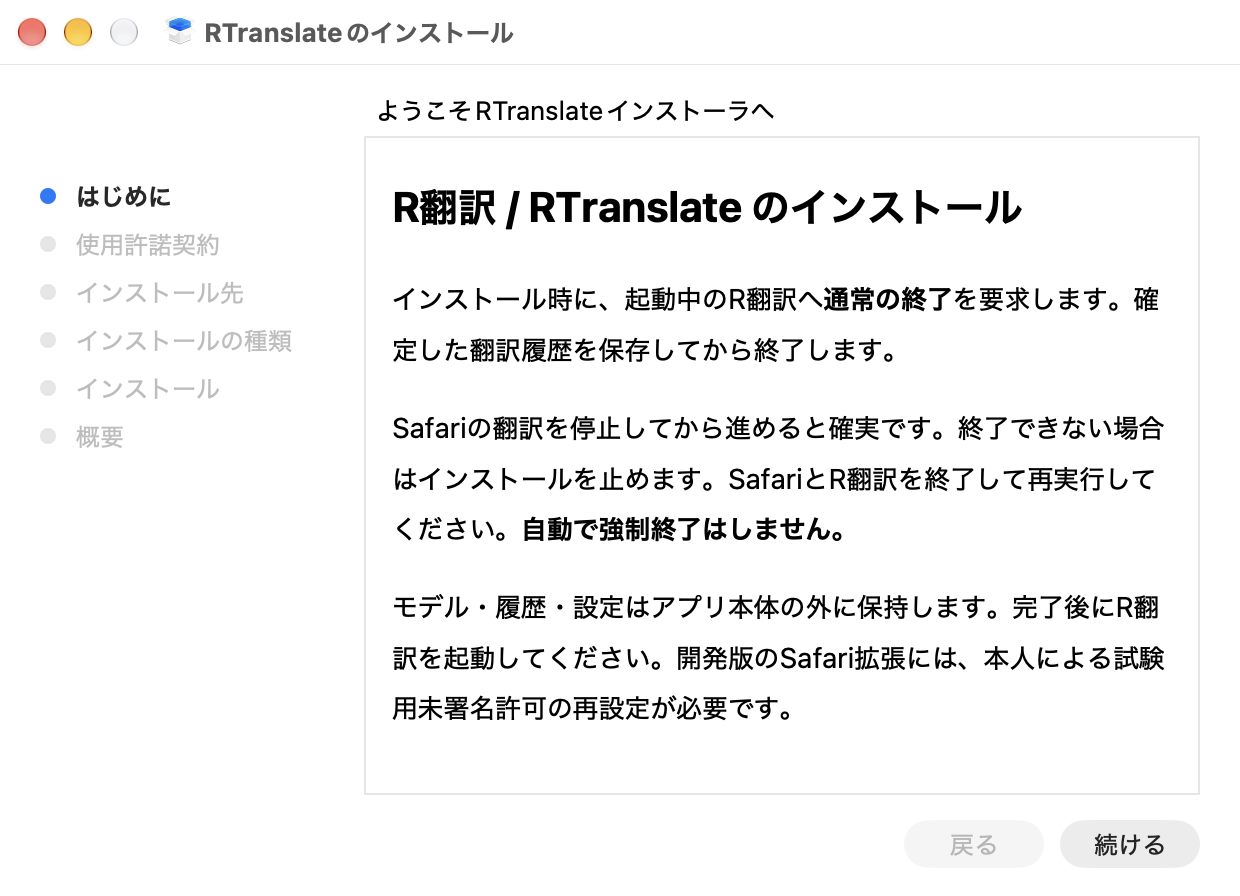 RTranslateのインストール
ようこそRTranslateインストーラへ
はじめに
使用許諾契約
インストール先
インストールの種類
インストール
概要
R翻訳 / RTranslate のインストール
インストール時に、起動中のR翻訳へ通常の終了を要求します。確
定した翻訳履歴を保存してから終了します。
Safariの翻訳を停止してから進めると確実です。終了できない場合
はインストールを止めます。SafariとR翻訳を終了して再実行して
ください。自動で強制終了はしません。
モデル・履歴・設定はアプリ本体の外に保持します。完了後にR翻
訳を起動してください。開発版のSafari拡張には、本人による試験
用未署名許可の再設定が必要です。
戻る
続ける